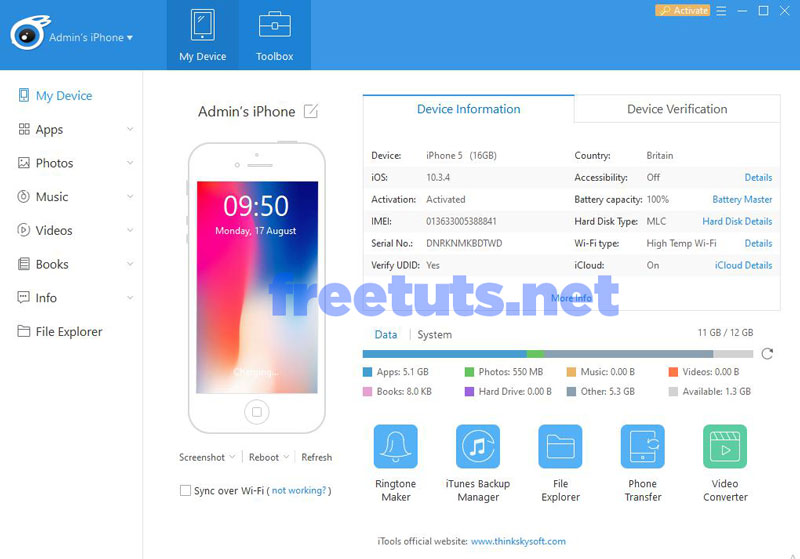 Admin's iPhone
My Device
Toolbox
Activate
My Device
Apps
Photos
Music
Videos
Books
Info
File Explorer
Admin's iPhone
09:50
Monday, 17 August
Charging...
Screenshot Reboot Refresh
Sync over Wi-Fi ( not working? )
Device Information Device Verification
Device: iPhone 5 (16GB) Country: Britain
iOS: 10.3.4 Accessibility: Off Details
Activation: Activated Battery capacity: 100% Battery Master
IMEI: 013633005388841 Hard Disk Type: MLC Hard Disk Details
Serial No.: DNRKNMKBDTWD Wi-Fi type: High Temp Wi-Fi Details
Verify UDID: Yes iCloud: On iCloud Details
More Info
freetuts.net
Data System 11 GB / 12 GB
Apps: 5.1 GB Photos: 550 MB Music: 0.00 B Videos: 0.00 B
Books: 8.0 KB Hard Drive: 0.00 B Other: 5.3 GB Available: 1.3 GB
Ringtone Maker
iTunes Backup Manager
File Explorer
Phone Transfer
Video Converter
iTools official website: www.thinkskysoft.com